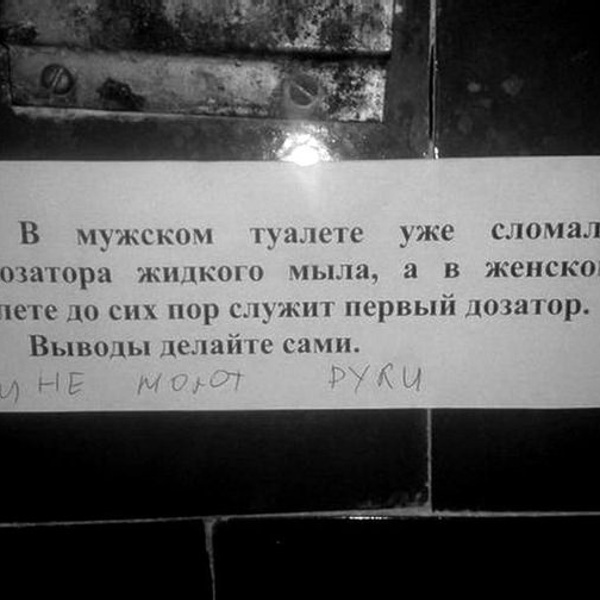 В мужском туалете уже сломал
озатора жидкого мыла, а в женско
лете до сих пор служит первый дозатор.
Выводы делайте сами.
НЕ МОЮТ РУКИ